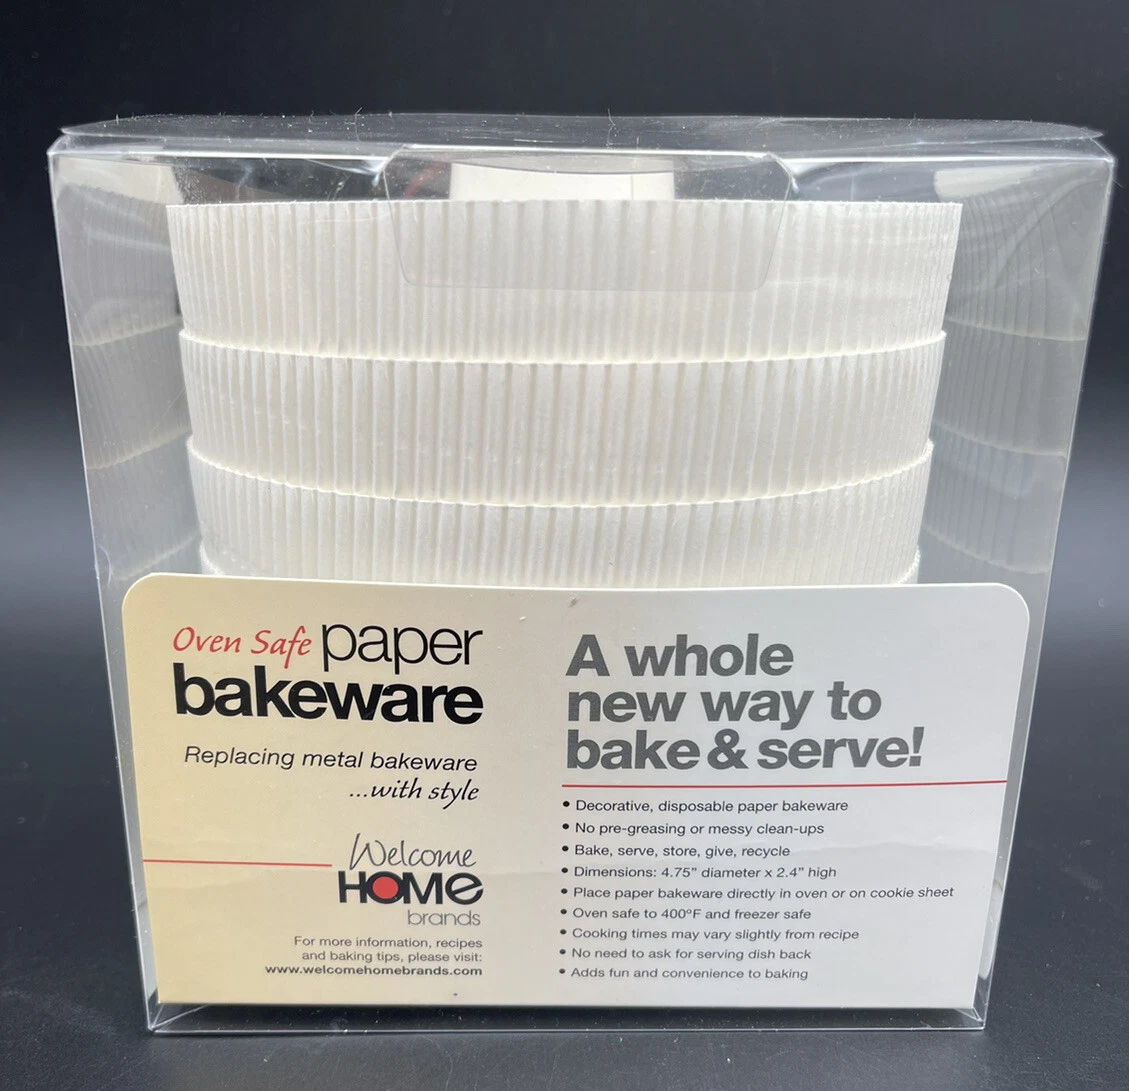 Oven Safe paper
bakeware
Replacing metal bakeware
...with style
Welcome
HOME
brands
For more information, recipes
and baking tips, please visit:
www.welcomehomebrands.com
A whole
new way to
bake & serve!
• Decorative, disposable paper bakeware
• No pre-greasing or messy clean-ups
• Bake, serve, store, give, recycle
• Dimensions: 4.75" diameter x 2.4" high
• Place paper bakeware directly in oven or on cookie sheet
• Oven safe to 400°F and freezer safe
• Cooking times may vary slightly from recipe
• No need to ask for serving dish back
• Adds fun and convenience to baking